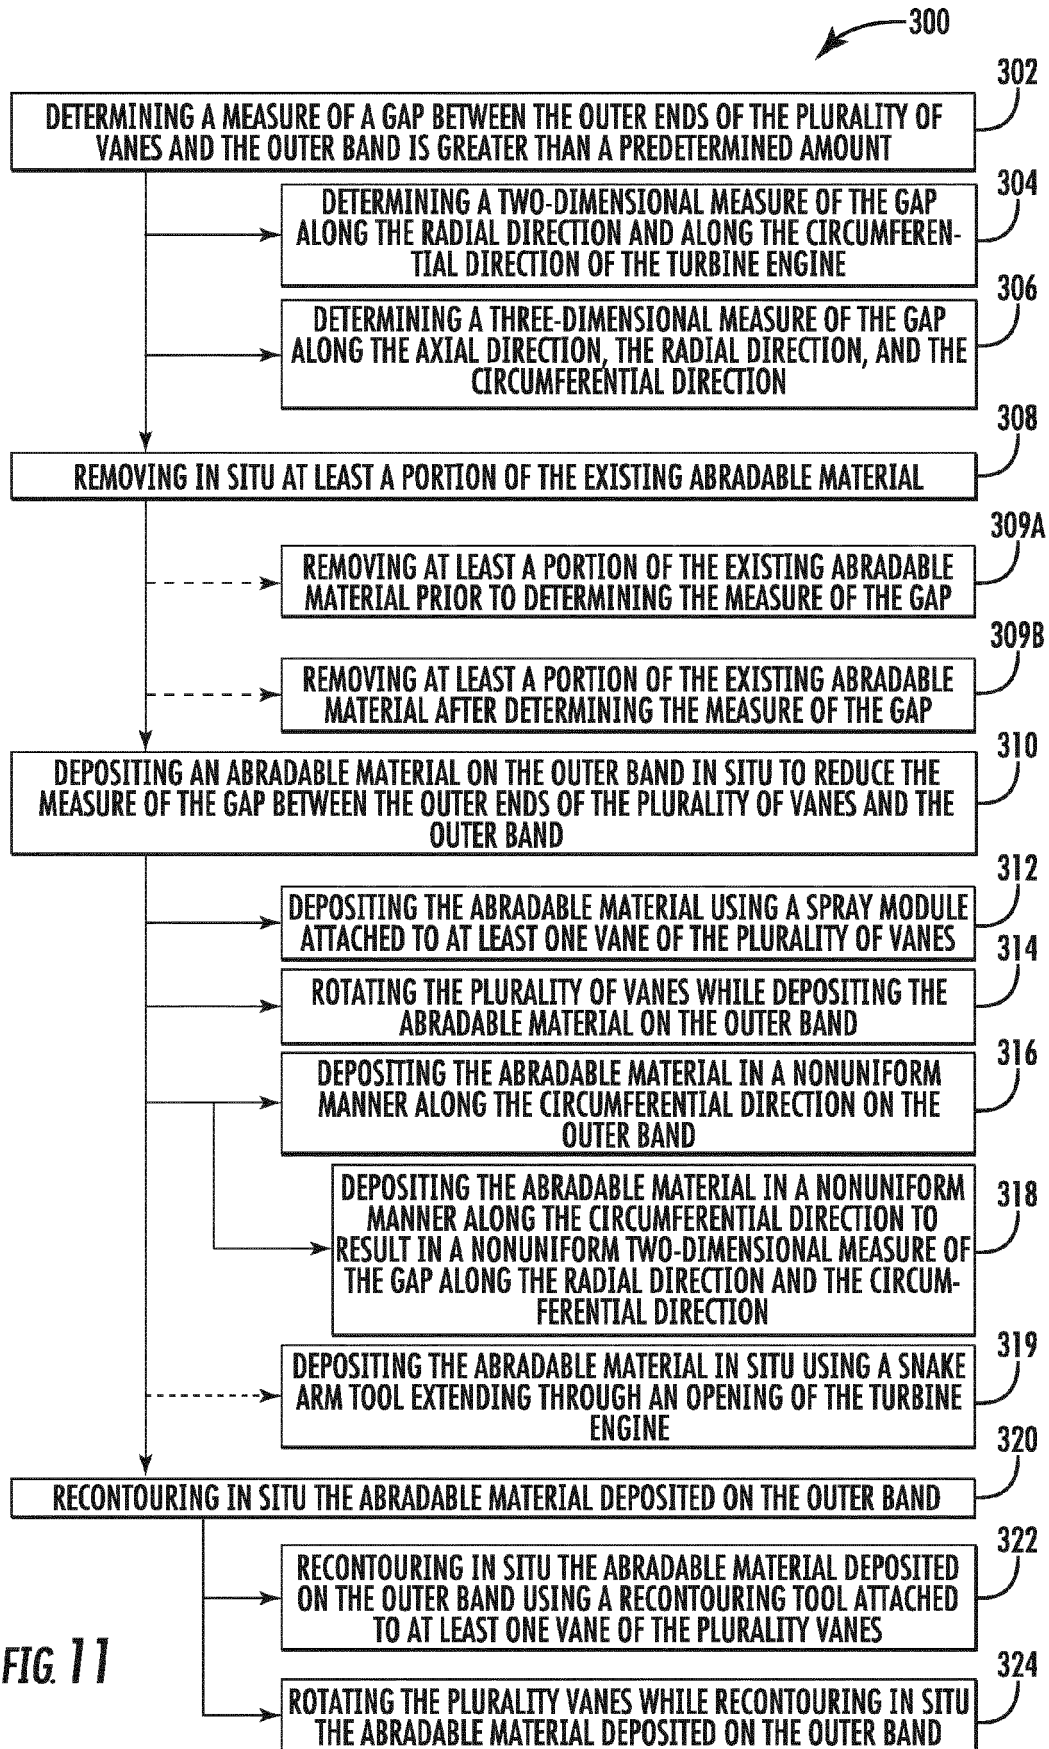 300
302
DETERMINING A MEASURE OF A GAP BETWEEN THE OUTER ENDS OF THE PLURALITY OF
VANES AND THE OUTER BAND IS GREATER THAN A PREDETERMINED AMOUNT
304
DETERMINING A TWO-DIMENSIONAL MEASURE OF THE GAP
ALONG THE RADIAL DIRECTION AND ALONG THE CIRCUMFEREN-
TIAL DIRECTION OF THE TURBINE ENGINE
306
DETERMINING A THREE-DIMENSIONAL MEASURE OF THE GAP
ALONG THE AXIAL DIRECTION, THE RADIAL DIRECTION, AND THE
CIRCUMFERENTIAL DIRECTION
308
REMOVING IN SITU AT LEAST A PORTION OF THE EXISTING ABRADABLE MATERIAL
309A
REMOVING AT LEAST A PORTION OF THE EXISTING ABRADABLE
MATERIAL PRIOR TO DETERMINING THE MEASURE OF THE GAP
309B
REMOVING AT LEAST A PORTION OF THE EXISTING ABRADABLE
MATERIAL AFTER DETERMINING THE MEASURE OF THE GAP
310
DEPOSITING AN ABRADABLE MATERIAL ON THE OUTER BAND IN SITU TO REDUCE THE
MEASURE OF THE GAP BETWEEN THE OUTER ENDS OF THE PLURALITY OF VANES AND THE
OUTER BAND
312
DEPOSITING THE ABRADABLE MATERIAL USING A SPRAY MODULE
ATTACHED TO AT LEAST ONE VANE OF THE PLURALITY OF VANES
314
ROTATING THE PLURALITY OF VANES WHILE DEPOSITING THE
ABRADABLE MATERIAL ON THE OUTER BAND
316
DEPOSITING THE ABRADABLE MATERIAL IN A NONUNIFORM
MANNER ALONG THE CIRCUMFERENTIAL DIRECTION ON THE
OUTER BAND
318
DEPOSITING THE ABRADABLE MATERIAL IN A NONUNIFORM
MANNER ALONG THE CIRCUMFERENTIAL DIRECTION TO
RESULT IN A NONUNIFORM TWO-DIMENSIONAL MEASURE OF
THE GAP ALONG THE RADIAL DIRECTION AND THE CIRCUM-
FERENTIAL DIRECTION
319
DEPOSITING THE ABRADABLE MATERIAL IN SITU USING A SNAKE
ARM TOOL EXTENDING THROUGH AN OPENING OF THE TURBINE
ENGINE
320
RECONTOURING IN SITU THE ABRADABLE MATERIAL DEPOSITED ON THE OUTER BAND
322
RECONTOURING IN SITU THE ABRADABLE MATERIAL DEPOSITED
ON THE OUTER BAND USING A RECONTOURING TOOL ATTACHED
TO AT LEAST ONE VANE OF THE PLURALITY VANES
324
ROTATING THE PLURALITY VANES WHILE RECONTOURING IN SITU
THE ABRADABLE MATERIAL DEPOSITED ON THE OUTER BAND
FIG. 11